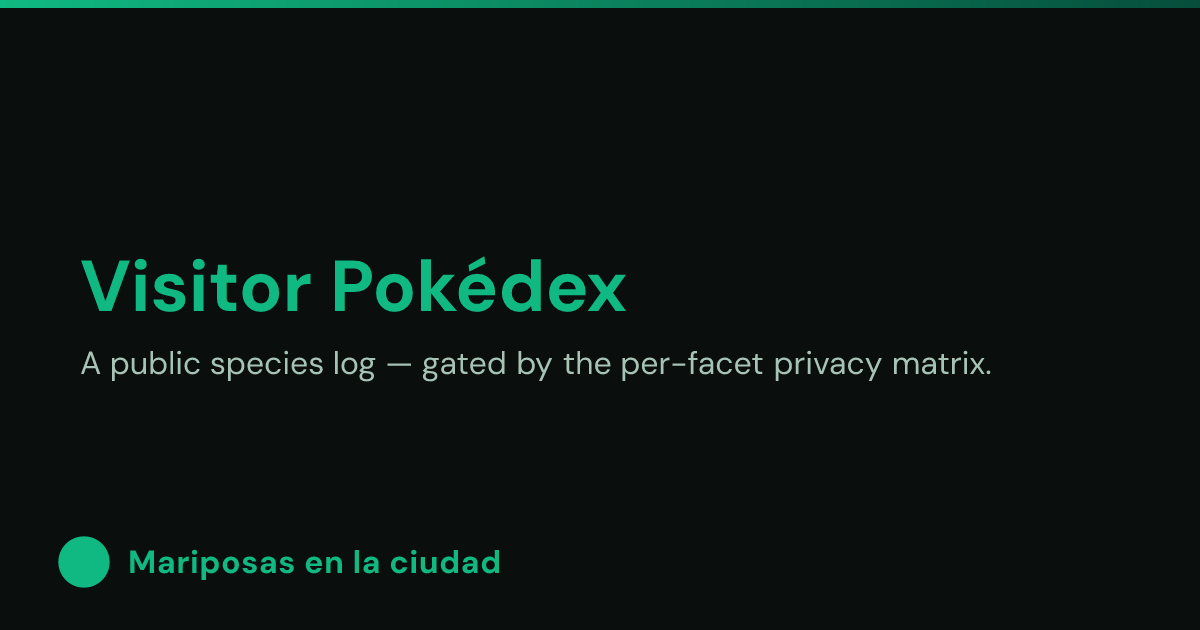 Visitor Pokédex
A public species log — gated by the per-facet privacy matrix.
Mariposas en la ciudad